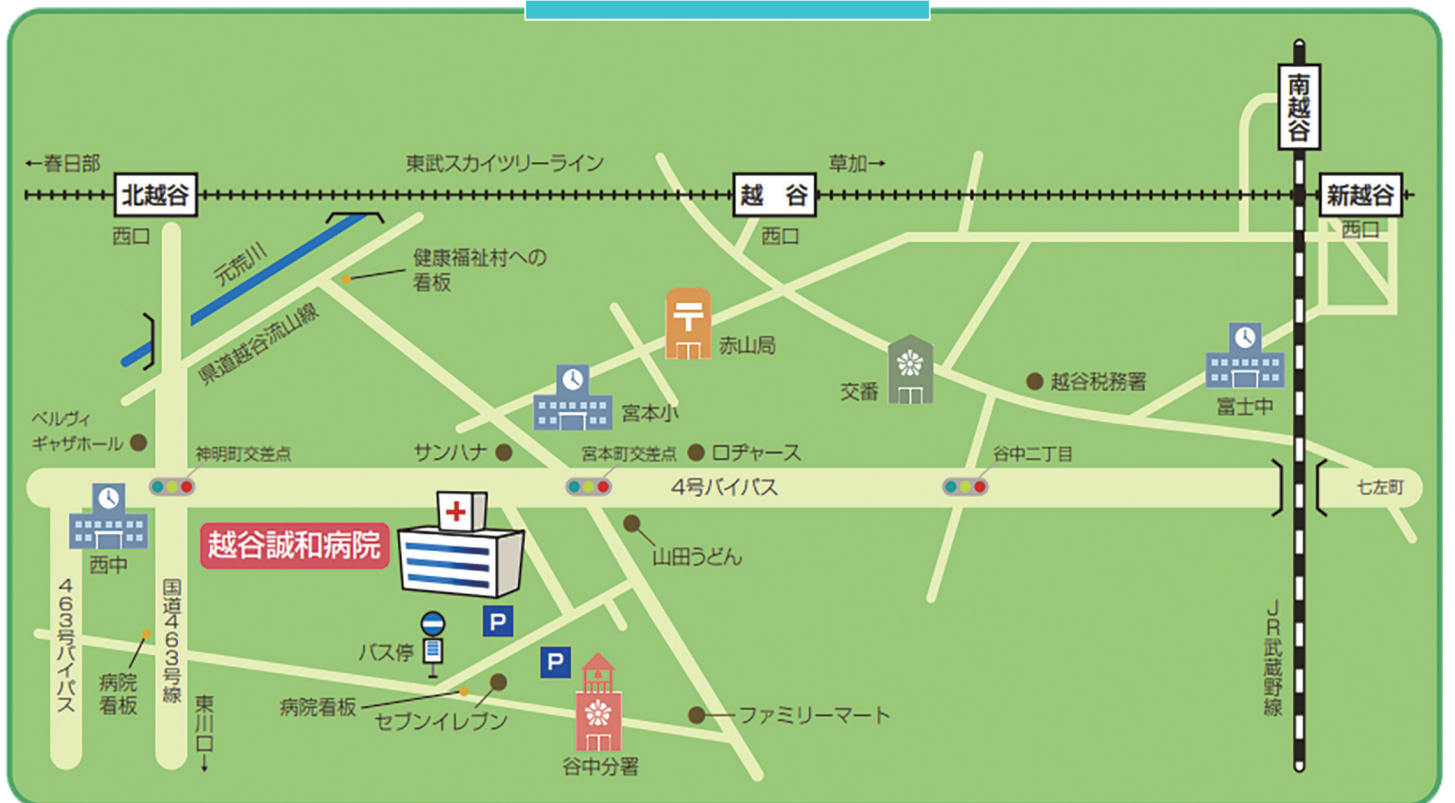 南越谷
←春日部
東武スカイツリーライン
草加→
北越谷
越 谷
新越谷
西口
西口
西口
元荒川
健康福祉村への
看板
県道越谷流山線
〒
赤山局
交番
越谷税務署
富士中
宮本小
ベルヴィ
ギャザホール
神明町交差点
サンハナ
宮本町交差点
ロヂャース
谷中二丁目
4号バイパス
七左町
西中
越谷誠和病院
山田うどん
463号バイパス
国道463号線
JR武蔵野線
P
バス停
P
病院
看板
病院看板
セブンイレブン
ファミリーマート
東川口→
谷中分署